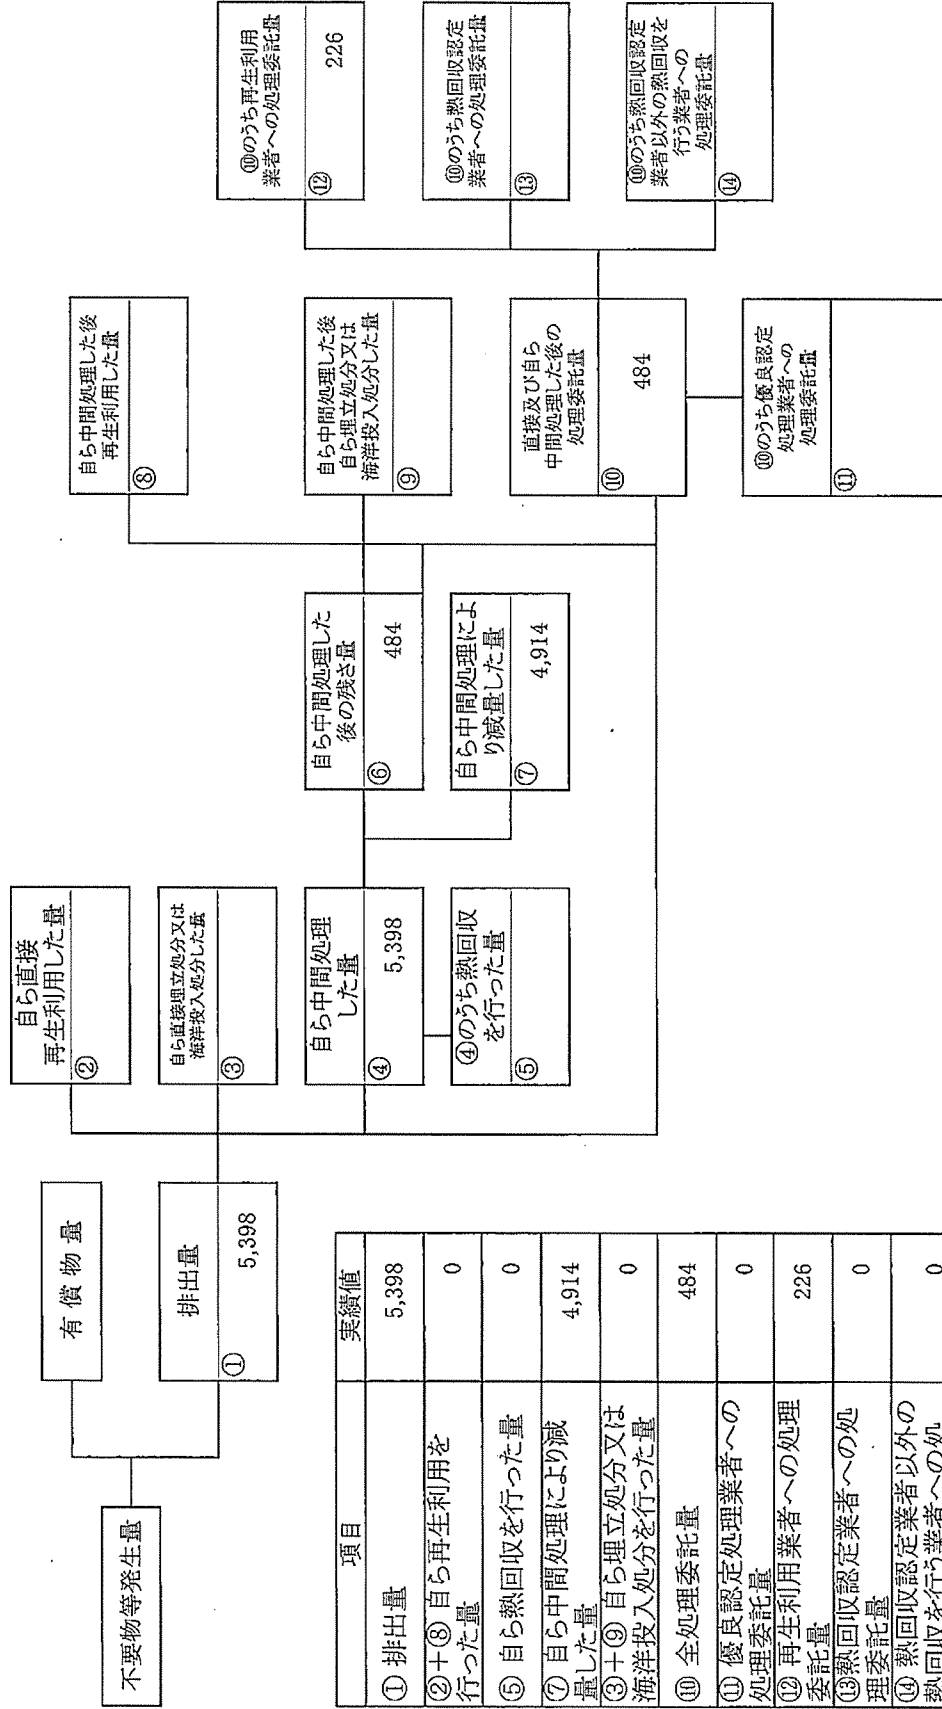 不要物等発生量
有償物量
排出量
①
5,398
自ら直接
再生利用した量
②
自ら直接埋立処分又は
海洋投入処分した量
③
自ら中間処理
した量
④
5,398
④のうち熱回収
を行った量
⑤
自ら中間処理した
後の残さ量
⑥
484
自ら中間処理によ
り減量した量
⑦
4,914
自ら中間処理した後
再生利用した量
⑧
自ら中間処理した後
自ら埋立処分又は
海洋投入処分した量
⑨
直接及び自ら
中間処理した後の
処理委託量
⑩
484
⑩のうち優良認定
処理業者への
処理委託量
⑪
⑩のうち再生利用
業者への処理委託量
⑫
226
⑩のうち熱回収認定
業者への処理委託量
⑬
⑩のうち熱回収認定
業者以外の熱回収を
行う業者への
処理委託量
⑭
項目 実績値
① 排出量 5,398
②+⑧ 自ら再生利用を
行った量 0
⑤ 自ら熱回収を行った量 0
⑦ 自ら中間処理により減
量した量 4,914
③+⑨ 自ら埋立処分又は
海洋投入処分を行った量 0
⑩ 全処理委託量 484
⑪ 優良認定処理業者への
処理委託量 0
⑫ 再生利用業者への処理
委託量 226
⑬熱回収認定業者への処
理委託量 0
⑭ 熱回収認定業者以外の
熱回収を行う業者への処 0